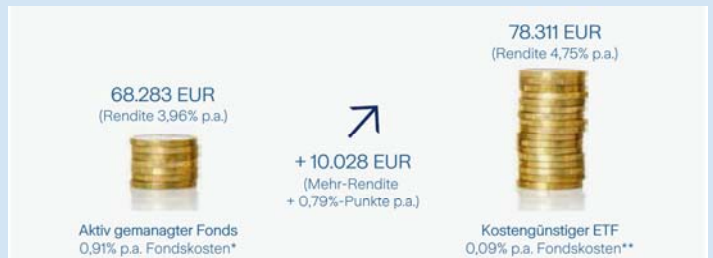 68.283 EUR
(Rendite 3,96% p.a.)
Aktiv gemanagter Fonds
0,91% p.a. Fondskosten*
+ 10.028 EUR
(Mehr-Rendite
+ 0,79%-Punkte p.a.)
78.311 EUR
(Rendite 4,75% p.a.)
Kostengünstiger ETF
0,09% p.a. Fondskosten**